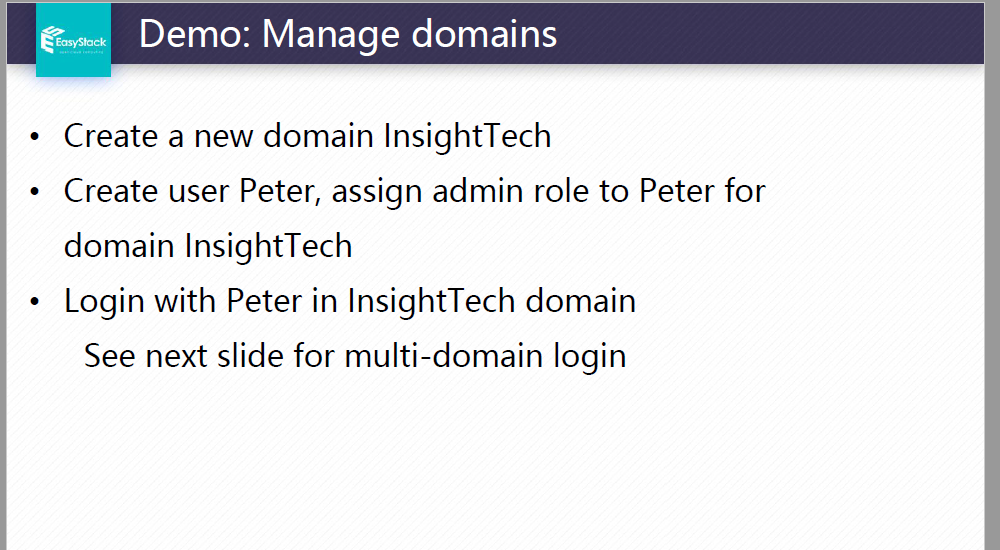 EasyStack
Demo: Manage domains
• Create a new domain InsightTech
• Create user Peter, assign admin role to Peter for
domain InsightTech
• Login with Peter in InsightTech domain
See next slide for multi-domain login